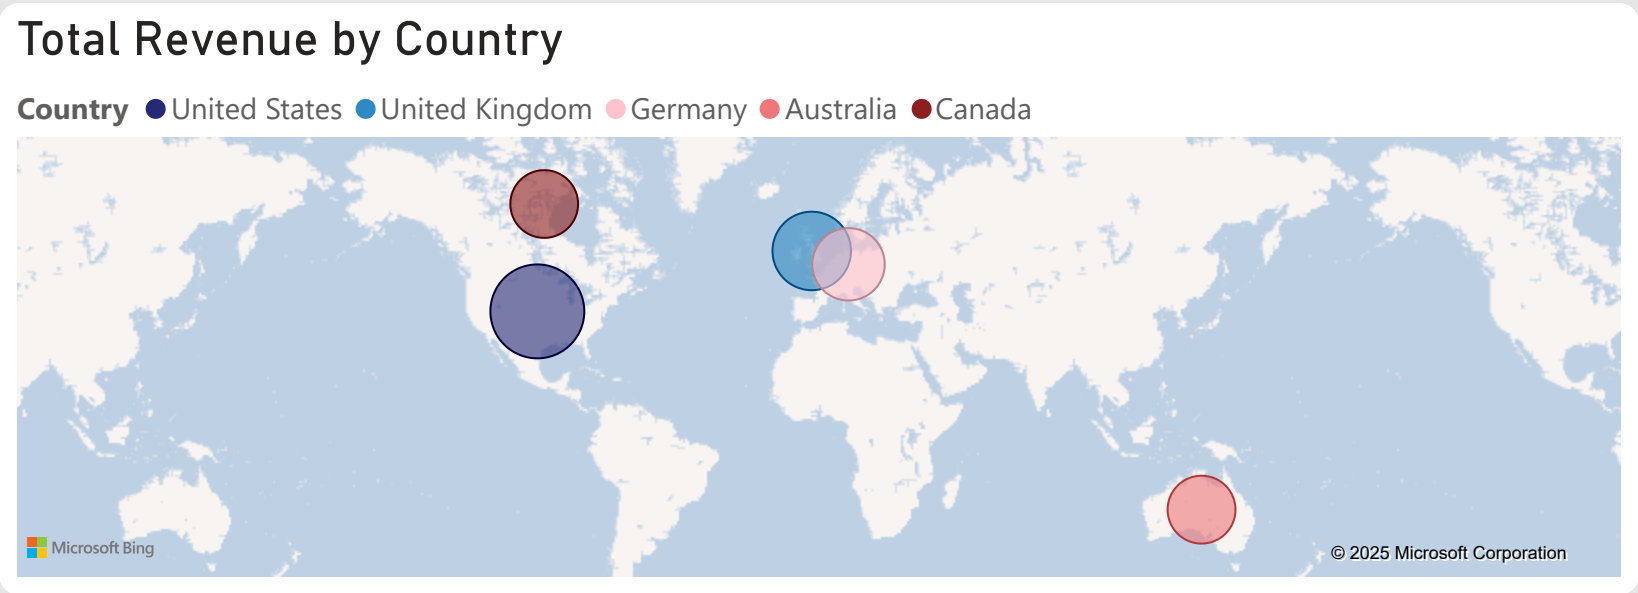 Total Revenue by Country
Country United States United Kingdom Germany Australia Canada
Microsoft Bing
© 2025 Microsoft Corporation